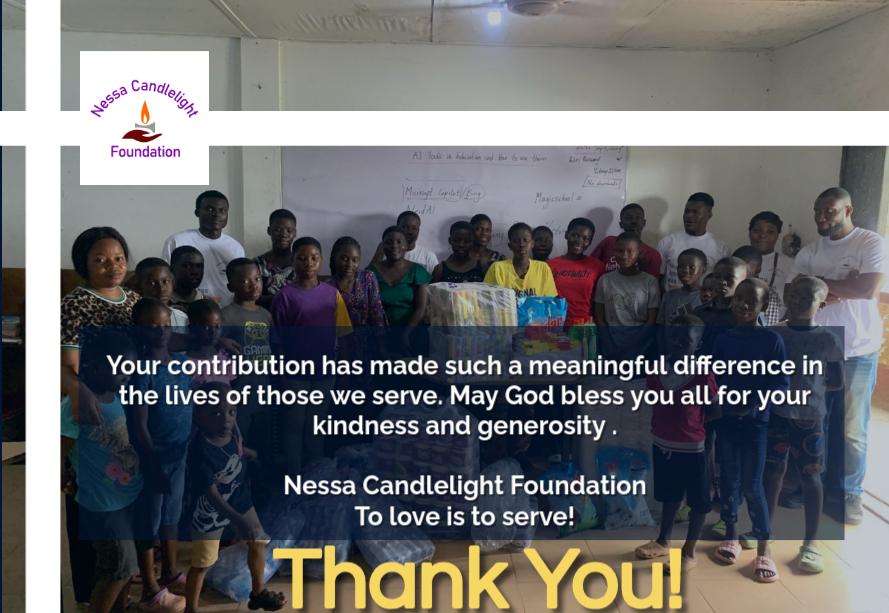 Nessa Candlelight
Foundation
AI Tools in Education and how to use them
Microsoft Copilot/Bing
Magicschool
Your contribution has made such a meaningful difference in
the lives of those we serve. May God bless you all for your
kindness and generosity .
Nessa Candlelight Foundation
To love is to serve!
Thank You!